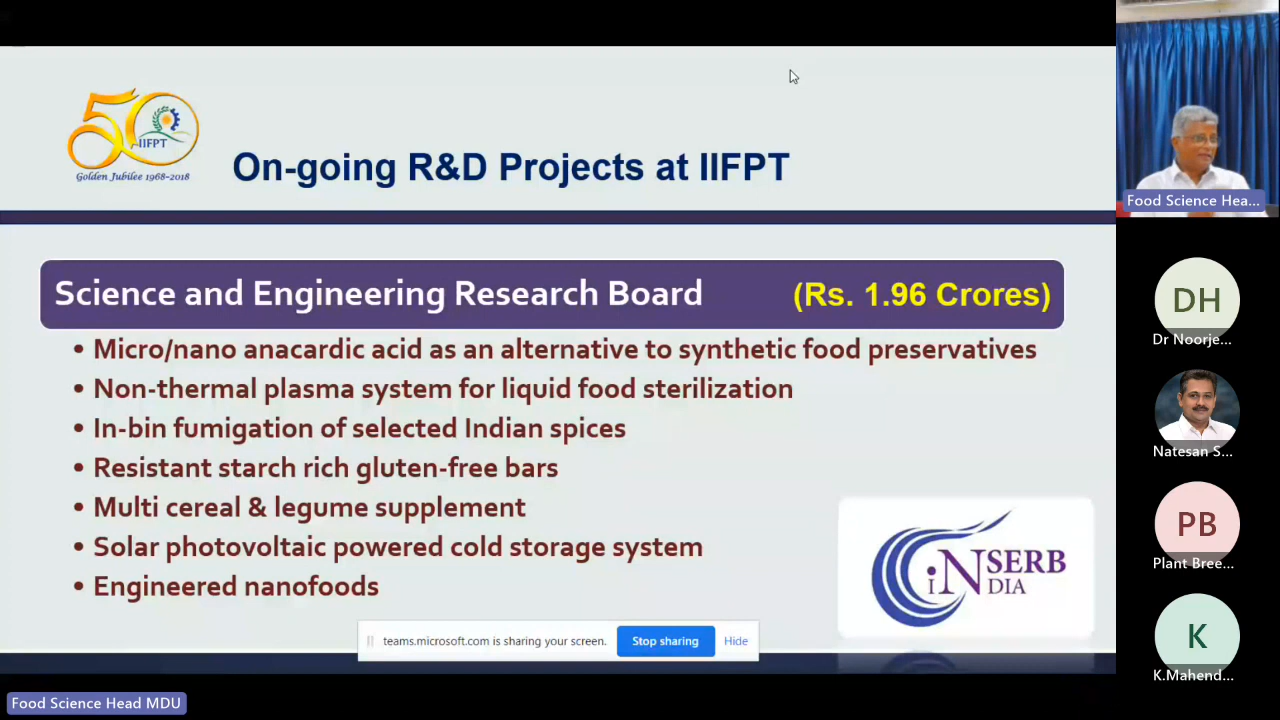 50
IIFPT
Golden Jubilee 1968-2018
On-going R&D Projects at IIFPT
Science and Engineering Research Board (Rs. 1.96 Crores)
• Micro/nano anacardic acid as an alternative to synthetic food preservatives
• Non-thermal plasma system for liquid food sterilization
• In-bin fumigation of selected Indian spices
• Resistant starch rich gluten-free bars
• Multi cereal & legume supplement
• Solar photovoltaic powered cold storage system
• Engineered nanofoods
SERB
iNDIA
teams.microsoft.com is sharing your screen. Stop sharing Hide
Food Science Head MDU
Food Science Hea...
DH
Dr Noorje...
Natesan S...
PB
Plant Bree...
K
K.Mahend...